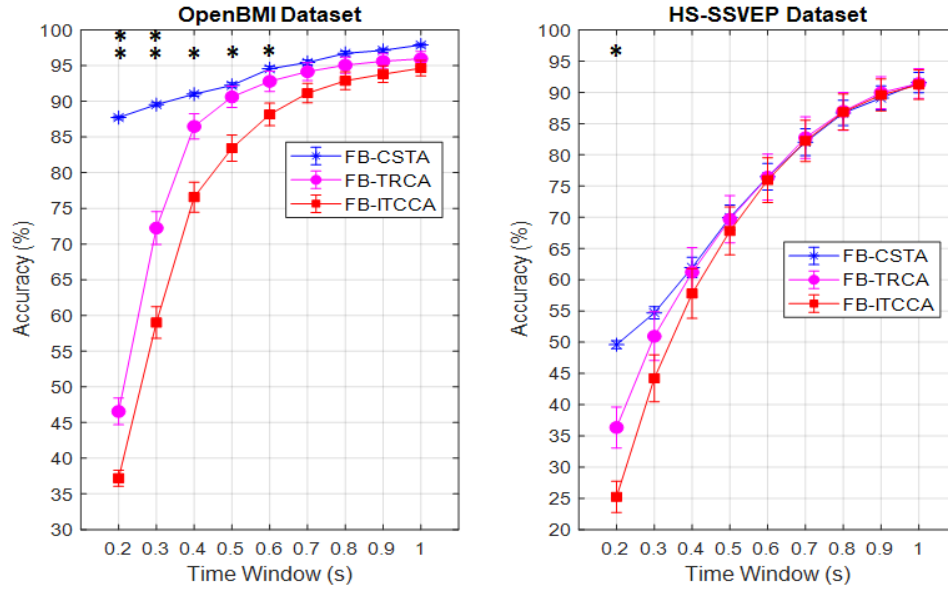 OpenBMI Dataset
Accuracy (%)
100
95
90
85
80
75
70
65
60
55
50
45
40
35
30
* * * * *
* *
FB-CSTA
FB-TRCA
FB-ITCCA
0.2 0.3 0.4 0.5 0.6 0.7 0.8 0.9 1
Time Window (s)
HS-SSVEP Dataset
Accuracy (%)
100
95
90
85
80
75
70
65
60
55
50
45
40
35
30
25
20
*
FB-CSTA
FB-TRCA
FB-ITCCA
0.2 0.3 0.4 0.5 0.6 0.7 0.8 0.9 1
Time Window (s)